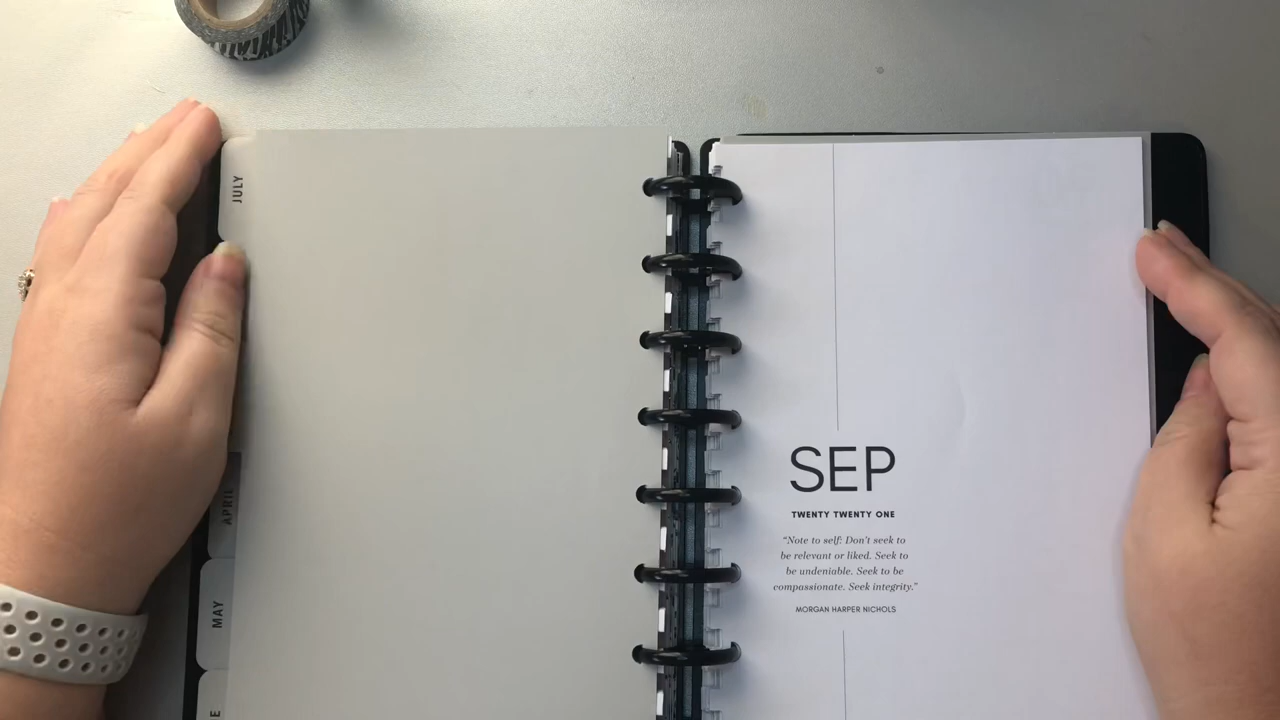 JULY
APRIL
MAY
E
SEP
TWENTY TWENTY ONE
“Note to self: Don't seek to
be relevant or liked. Seek to
be undeniable. Seek to be
compassionate. Seek integrity.”
MORGAN HARPER NICHOLS